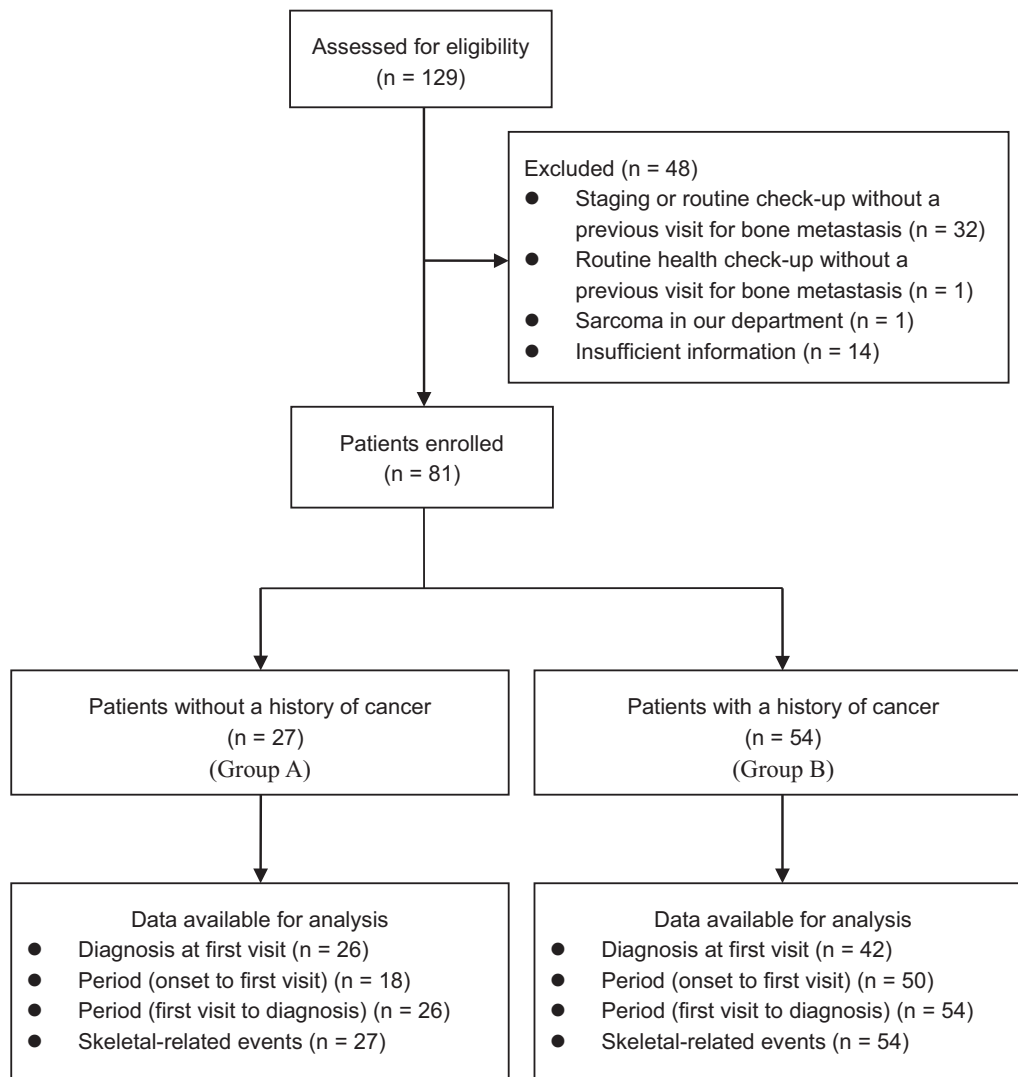 Assessed for eligibility
(n = 129)
Excluded (n = 48)
● Staging or routine check-up without a
previous visit for bone metastasis (n = 32)
● Routine health check-up without a
previous visit for bone metastasis (n = 1)
● Sarcoma in our department (n = 1)
● Insufficient information (n = 14)
Patients enrolled
(n = 81)
Patients without a history of cancer
(n = 27)
(Group A)
Patients with a history of cancer
(n = 54)
(Group B)
Data available for analysis
● Diagnosis at first visit (n = 26)
● Period (onset to first visit) (n = 18)
● Period (first visit to diagnosis) (n = 26)
● Skeletal-related events (n = 27)
Data available for analysis
● Diagnosis at first visit (n = 42)
● Period (onset to first visit) (n = 50)
● Period (first visit to diagnosis) (n = 54)
● Skeletal-related events (n = 54)